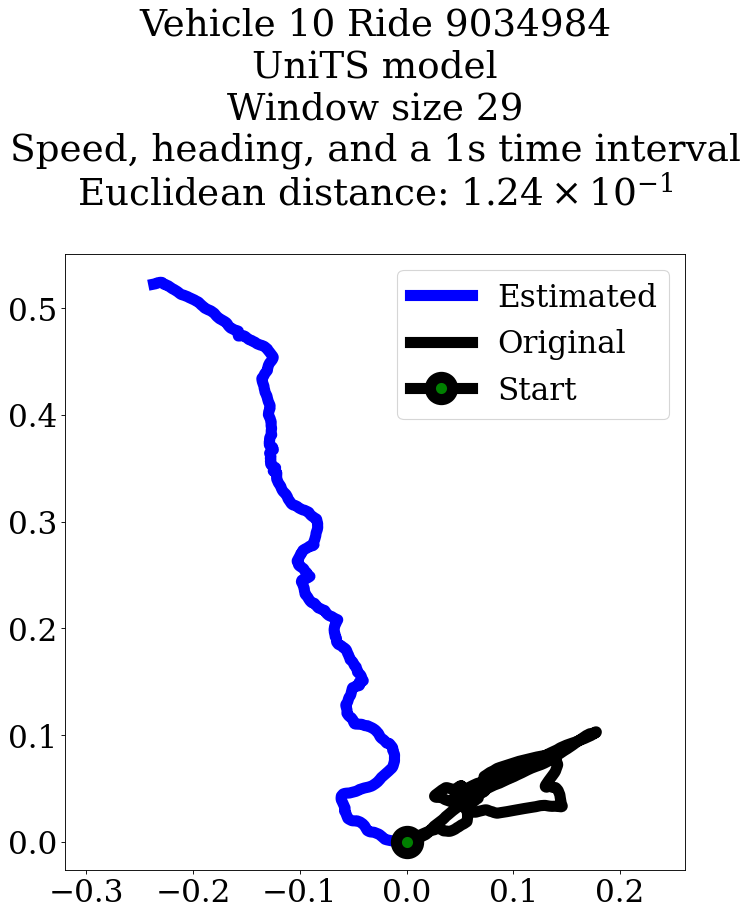 Vehicle 10 Ride 9034984
UniTS model
Window size 29
Speed, heading, and a 1s time interval
Euclidean distance: 1.24 × 10⁻¹
Estimated
Original
Start
0.5
0.4
0.3
0.2
0.1
0.0
−0.3 −0.2 −0.1 0.0 0.1 0.2